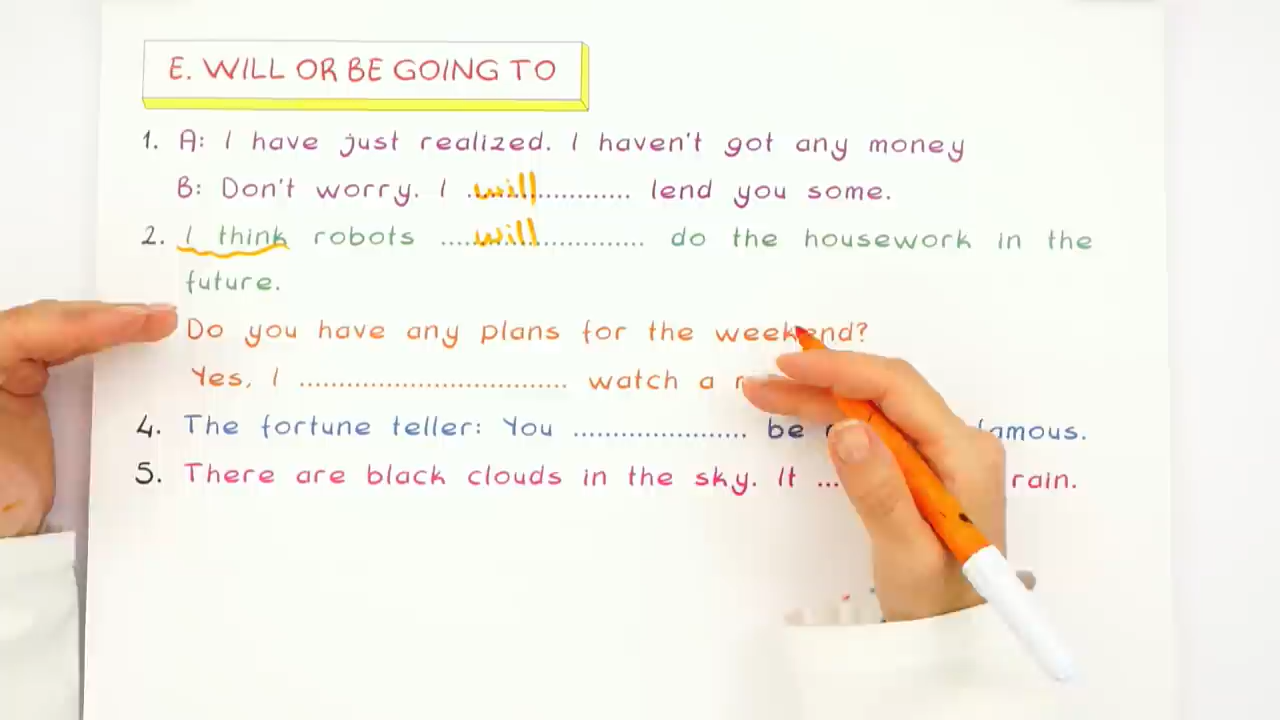 E. WILL OR BE GOING TO
1. A: I have just realized. I haven't got any money
B: Don't worry. I ..will............ lend you some.
2. I think robots ....will............ do the housework in the
future.
Do you have any plans for the weekend?
Yes, I ............................. watch a
4. The fortune teller: You ...................... be famous.
5. There are black clouds in the sky. It ... rain.